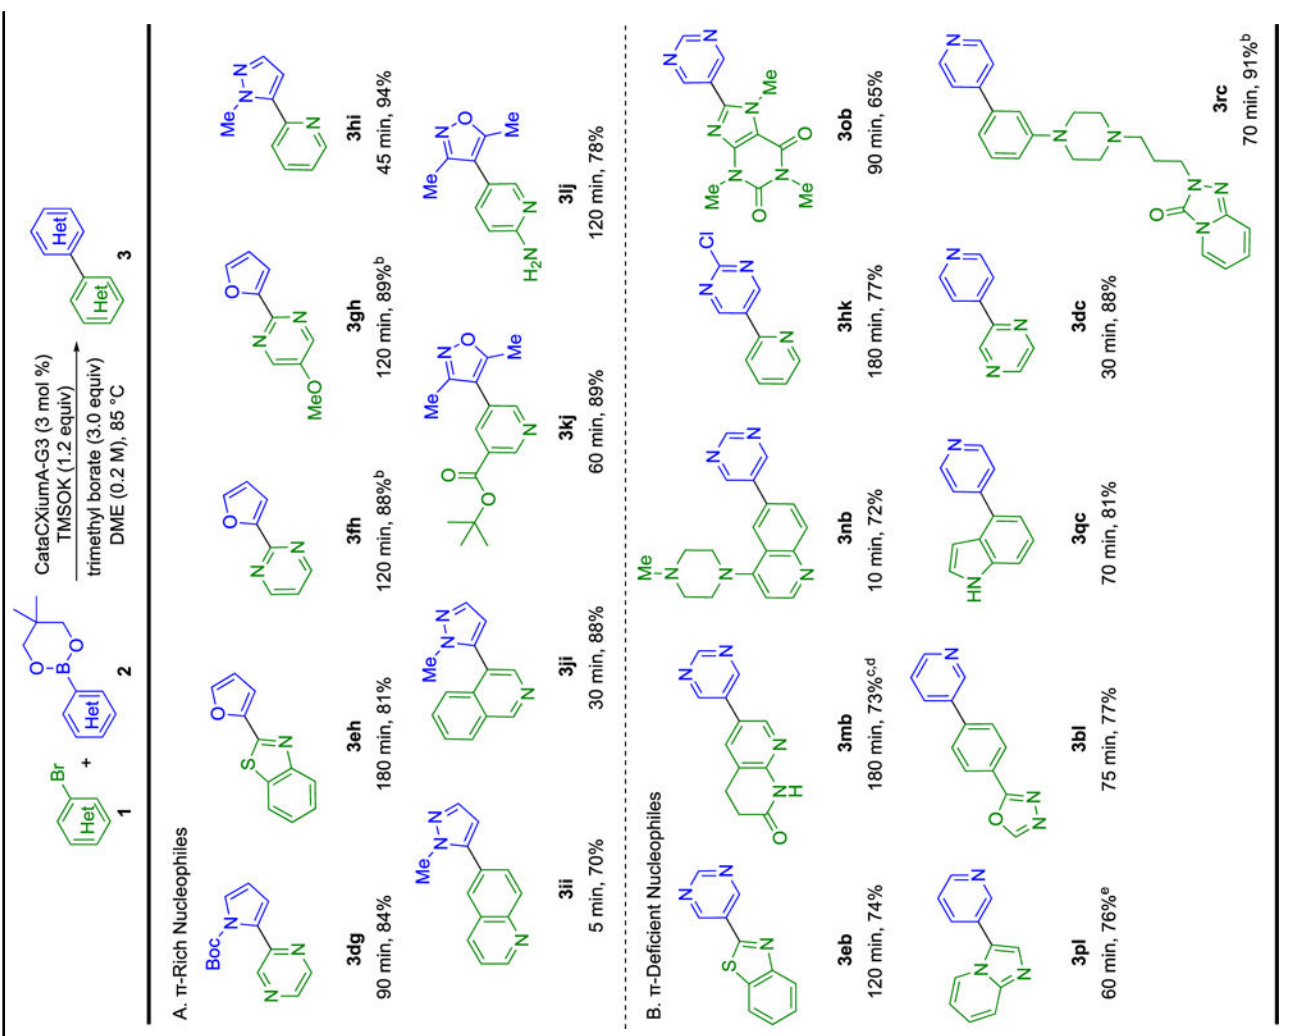 Br
Het
1
+
O
B
O
Het
2
CataCXiumA-G3 (3 mol %)
TMSOK (1.2 equiv)
trimethyl borate (3.0 equiv)
DME (0.2 M), 85 °C
Het
Het
3
A. π-Rich Nucleophiles
Boc
N
N
N
3dg
90 min, 84%
O
S
N
3eh
180 min, 81%
O
N
N
3fh
120 min, 88%b
O
N
N
MeO
3gh
120 min, 89%b
Me
N
N
N
3hi
45 min, 94%
Me
N
N
N
3ii
5 min, 70%
Me
N
N
N
3ji
30 min, 88%
Me
N
O
Me
O
O
N
3kj
60 min, 89%
Me
N
O
Me
H2N
N
3lj
120 min, 78%
B. π-Deficient Nucleophiles
N
N
S
N
3eb
120 min, 74%
N
N
O
N
H
N
3mb
180 min, 73%c,d
Me
N
N
N
N
N
3nb
10 min, 72%
Cl
N
N
N
3hk
180 min, 77%
N
N
Me
N
N
Me
N
O
O
N
Me
3ob
90 min, 65%
N
N
N
3pl
60 min, 76%e
N
O
N
N
3bl
75 min, 77%
N
HN
3qc
70 min, 81%
N
N
N
3dc
30 min, 88%
N
N
N
O
N
N
N
3rc
70 min, 91%b